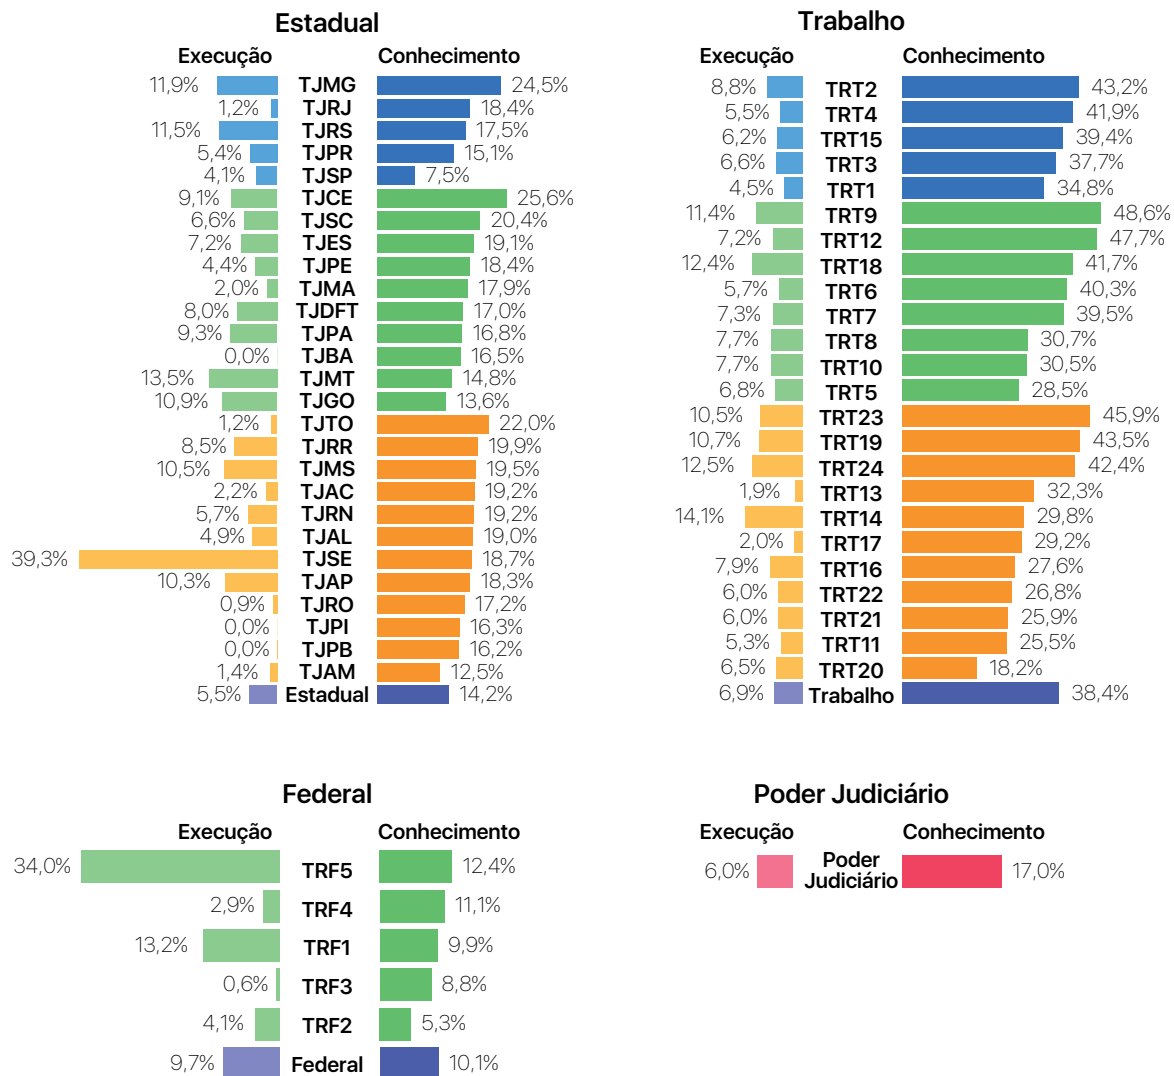 Estadual
Execução Conhecimento
11,9% TJMG 24,5%
1,2% TJRJ 18,4%
11,5% TJRS 17,5%
5,4% TJPR 15,1%
4,1% TJSP 7,5%
9,1% TJCE 25,6%
6,6% TJSC 20,4%
7,2% TJES 19,1%
4,4% TJPE 18,4%
2,0% TJMA 17,9%
8,0% TJDFT 17,0%
9,3% TJPA 16,8%
0,0% TJBA 16,5%
13,5% TJMT 14,8%
10,9% TJGO 13,6%
1,2% TJTO 22,0%
8,5% TJRR 19,9%
10,5% TJMS 19,5%
2,2% TJAC 19,2%
5,7% TJRN 19,2%
4,9% TJAL 19,0%
39,3% TJSE 18,7%
10,3% TJAP 18,3%
0,9% TJRO 17,2%
0,0% TJPI 16,3%
0,0% TJPB 16,2%
1,4% TJAM 12,5%
5,5% Estadual 14,2%
Trabalho
Execução Conhecimento
8,8% TRT2 43,2%
5,5% TRT4 41,9%
6,2% TRT15 39,4%
6,6% TRT3 37,7%
4,5% TRT1 34,8%
11,4% TRT9 48,6%
7,2% TRT12 47,7%
12,4% TRT18 41,7%
5,7% TRT6 40,3%
7,3% TRT7 39,5%
7,7% TRT8 30,7%
7,7% TRT10 30,5%
6,8% TRT5 28,5%
10,5% TRT23 45,9%
10,7% TRT19 43,5%
12,5% TRT24 42,4%
1,9% TRT13 32,3%
14,1% TRT14 29,8%
2,0% TRT17 29,2%
7,9% TRT16 27,6%
6,0% TRT22 26,8%
6,0% TRT21 25,9%
5,3% TRT11 25,5%
6,5% TRT20 18,2%
6,9% Trabalho 38,4%
Federal
Execução Conhecimento
34,0% TRF5 12,4%
2,9% TRF4 11,1%
13,2% TRF1 9,9%
0,6% TRF3 8,8%
4,1% TRF2 5,3%
9,7% Federal 10,1%
Poder Judiciário
Execução Conhecimento
6,0% Poder 17,0%
Judiciário